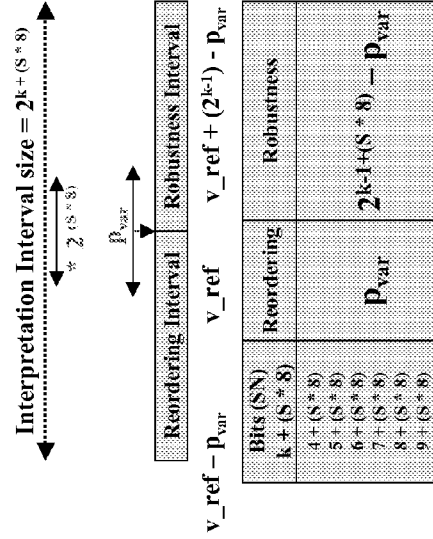 Interpretation Interval size = 2^k + (S * 8)
* 2 (S * 8)
p_var
Reordering Interval Robustness Interval
v_ref – p_var v_ref v_ref + (2^k-1) - p_var
Bits (SN) k + (S * 8) Reordering Robustness
4 + (S * 8)
5 + (S * 8)
6 + (S * 8)
7 + (S * 8)
8 + (S * 8)
9 + (S * 8)
p_var
2^k-1+(S * 8) – p_var